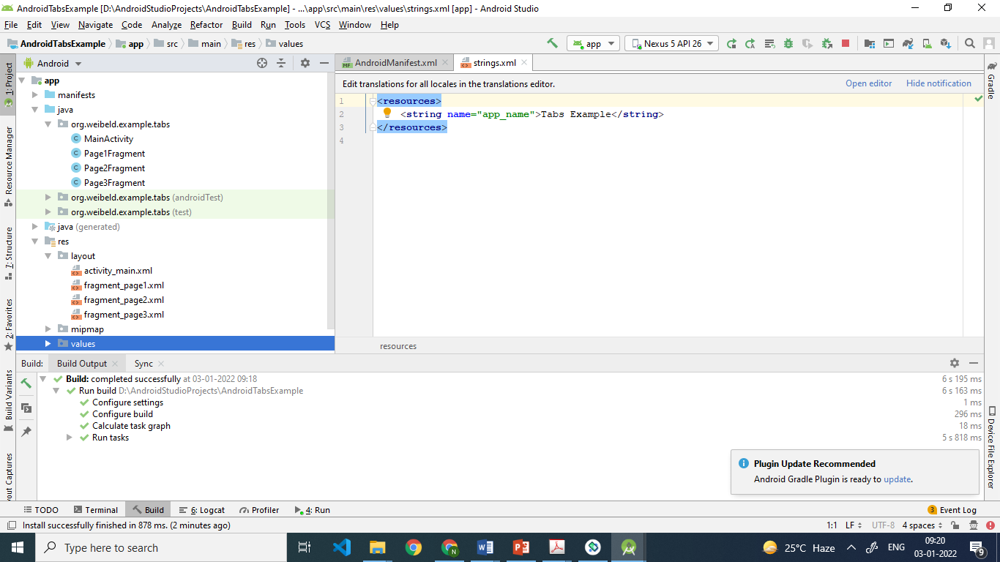 AndroidTabsExample [D:\AndroidStudioProjects\AndroidTabsExample] - ...\app\src\main\res\values\strings.xml [app] - Android Studio
File Edit View Navigate Code Analyze Refactor Build Run Tools VCS Window Help
AndroidTabsExample app src main res values app Nexus 5 API 26
1: Project
Resource Manager
7: Structure
2: Favorites
Build Variants
Android
app
manifests
java
org.weibeld.example.tabs
MainActivity
Page1Fragment
Page2Fragment
Page3Fragment
org.weibeld.example.tabs (androidTest)
org.weibeld.example.tabs (test)
java (generated)
res
layout
activity_main.xml
fragment_page1.xml
fragment_page2.xml
fragment_page3.xml
mipmap
values
AndroidManifest.xml strings.xml
Edit translations for all locales in the translations editor. Open editor Hide notification
1 <resources>
2 <string name="app_name">Tabs Example</string>
3 </resources>
4
resources
Gradle
Device File Explorer
Build: Build Output Sync
Build: completed successfully at 03-01-2022 09:18 6 s 195 ms
Run build D:\AndroidStudioProjects\AndroidTabsExample 6 s 163 ms
Configure settings 1 ms
Configure build 296 ms
Calculate task graph 18 ms
Run tasks 5 s 818 ms
Plugin Update Recommended
Android Gradle Plugin is ready to update.
TODO Terminal Build 6: Logcat Profiler 4: Run 3 Event Log
Install successfully finished in 878 ms. (2 minutes ago) 1:1 LF UTF-8 4 spaces
Type here to search 25°C Haze ENG 09:20
03-01-2022 9